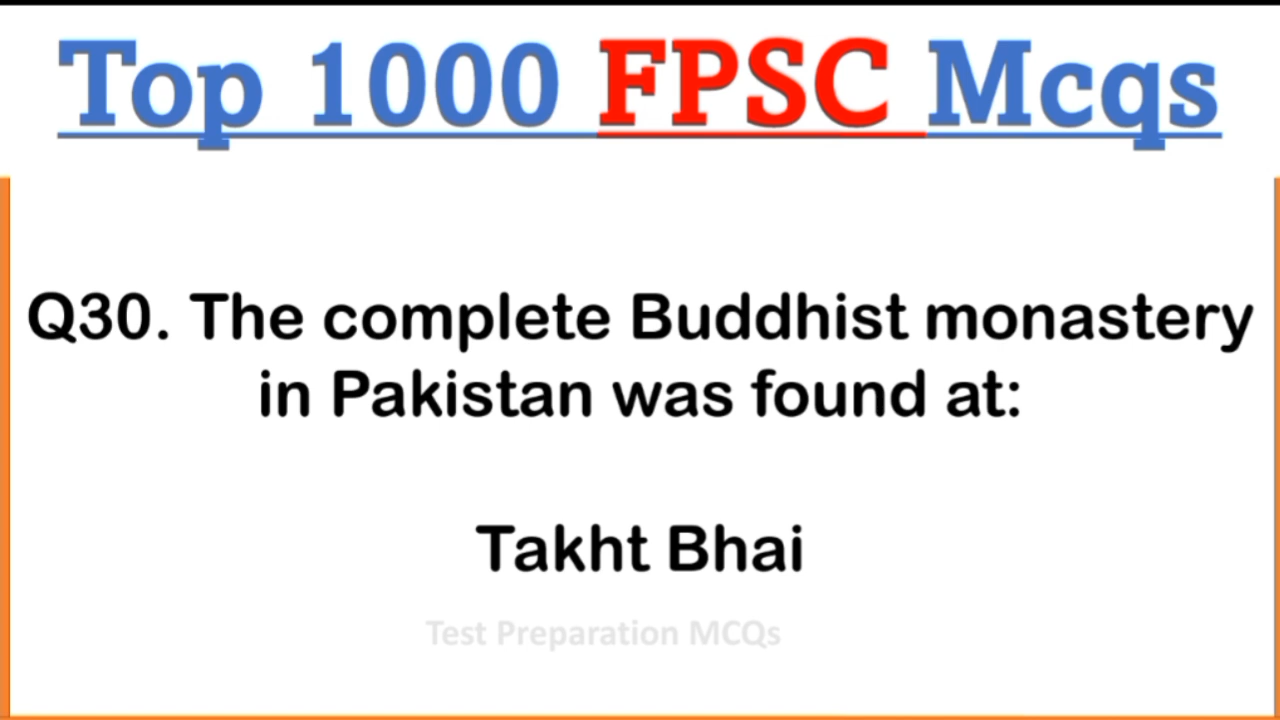 Top 1000 FPSC Mcqs
Q30. The complete Buddhist monastery
in Pakistan was found at:
Takht Bhai
Test Preparation MCQs